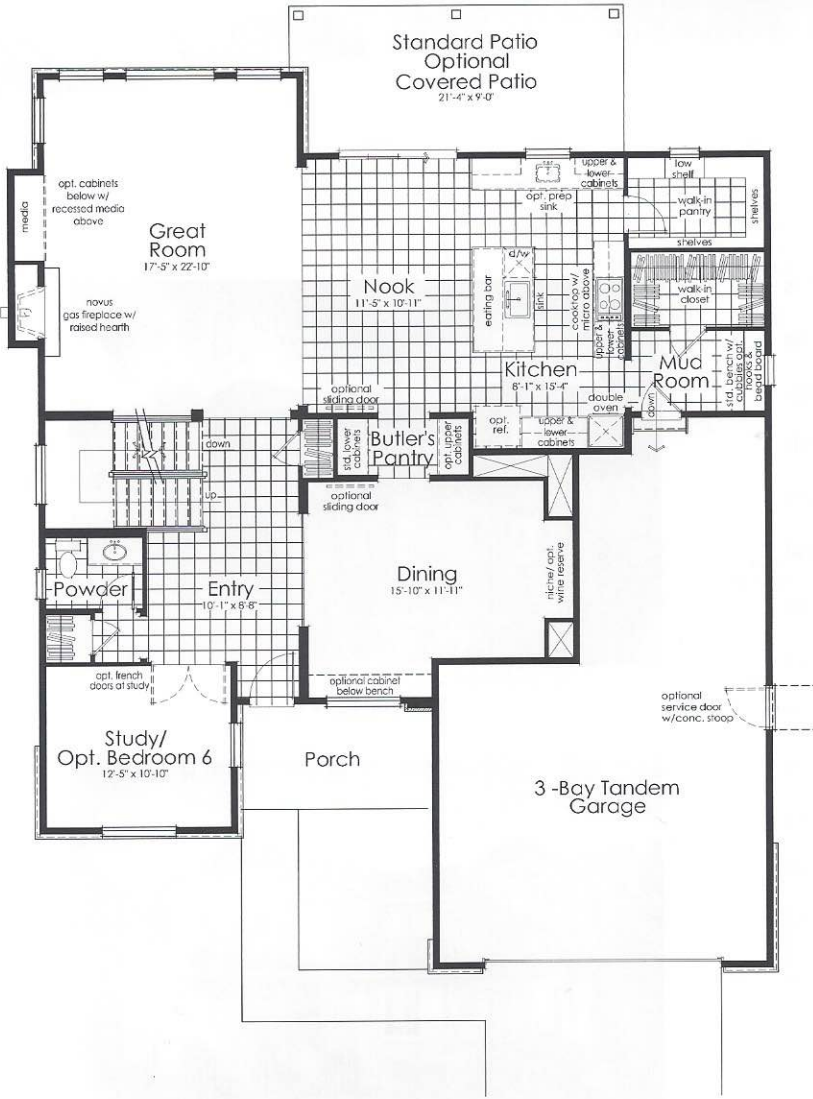 Standard Patio
Optional
Covered Patio
21'-4" x 9'-0"
opt. cabinets
below w/
recessed media
above
media
Great
Room
17'-5" x 22'-10"
novus
gas fireplace w/
raised hearth
Nook
11'-5" x 10'-11"
opt. prep
sink
upper &
lower
cabinets
low
shelf
walk-in
pantry
shelves
shelves
d/w
sink
eating bar
cooktop w/
micro above
upper &
lower
cabinets
walk-in
closet
Kitchen
8'-1" x 15'-4"
Mud
Room
std. bench w/
cubbies opt.
hooks &
bead board
double
oven
down
optional
sliding door
opt.
ref.
upper &
lower
cabinets
down
up
std. lower
cabinets
Butler's
Pantry
opt. upper
cabinets
optional
sliding door
Powder
Entry
10'-1" x 8'-8"
Dining
15'-10" x 11'-11"
niche/ opt.
wine reserve
opt. french
doors at study
optional cabinet
below bench
optional
service door
w/conc. stoop
Study/
Opt. Bedroom 6
12'-5" x 10'-10"
Porch
3 -Bay Tandem
Garage